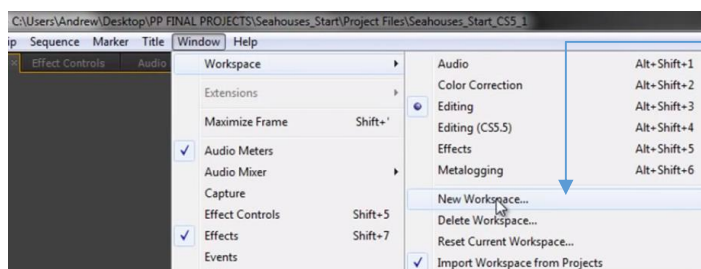 C:\Users\Andrew\Desktop\PP FINAL PROJECTS\Seahouses_Start\Project Files\Seahouses_Start_CS5_1
ip Sequence Marker Title Window Help
Effect Controls Audio
Workspace
Extensions
Maximize Frame Shift+'
Audio Meters
Audio Mixer
Capture
Effect Controls Shift+5
Effects Shift+7
Events
Audio Alt+Shift+1
Color Correction Alt+Shift+2
Editing Alt+Shift+3
Editing (CS5.5) Alt+Shift+4
Effects Alt+Shift+5
Metalogging Alt+Shift+6
New Workspace...
Delete Workspace...
Reset Current Workspace...
Import Workspace from Projects